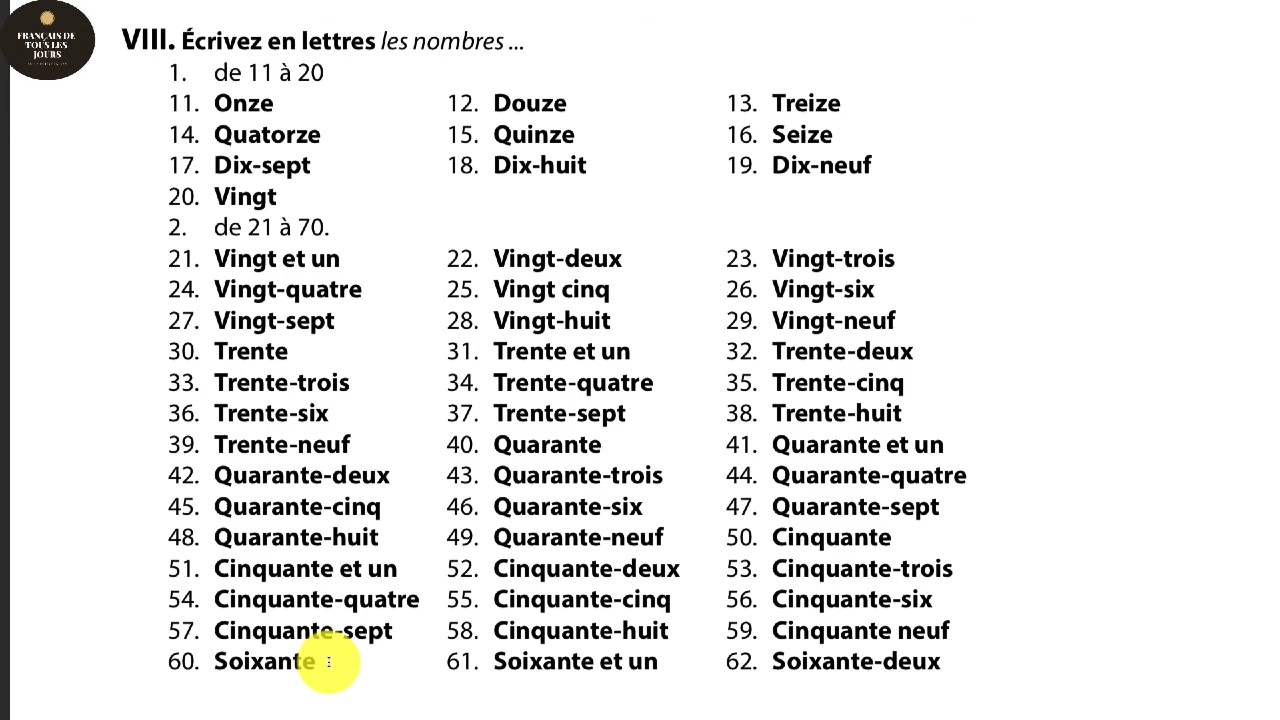 FRANÇAIS DE
TOUS LES
JOURS
VIII. Écrivez en lettres les nombres ...
1. de 11 à 20
11. Onze 12. Douze 13. Treize
14. Quatorze 15. Quinze 16. Seize
17. Dix-sept 18. Dix-huit 19. Dix-neuf
20. Vingt
2. de 21 à 70.
21. Vingt et un 22. Vingt-deux 23. Vingt-trois
24. Vingt-quatre 25. Vingt cinq 26. Vingt-six
27. Vingt-sept 28. Vingt-huit 29. Vingt-neuf
30. Trente 31. Trente et un 32. Trente-deux
33. Trente-trois 34. Trente-quatre 35. Trente-cinq
36. Trente-six 37. Trente-sept 38. Trente-huit
39. Trente-neuf 40. Quarante 41. Quarante et un
42. Quarante-deux 43. Quarante-trois 44. Quarante-quatre
45. Quarante-cinq 46. Quarante-six 47. Quarante-sept
48. Quarante-huit 49. Quarante-neuf 50. Cinquante
51. Cinquante et un 52. Cinquante-deux 53. Cinquante-trois
54. Cinquante-quatre 55. Cinquante-cinq 56. Cinquante-six
57. Cinquante-sept 58. Cinquante-huit 59. Cinquante neuf
60. Soixante 61. Soixante et un 62. Soixante-deux